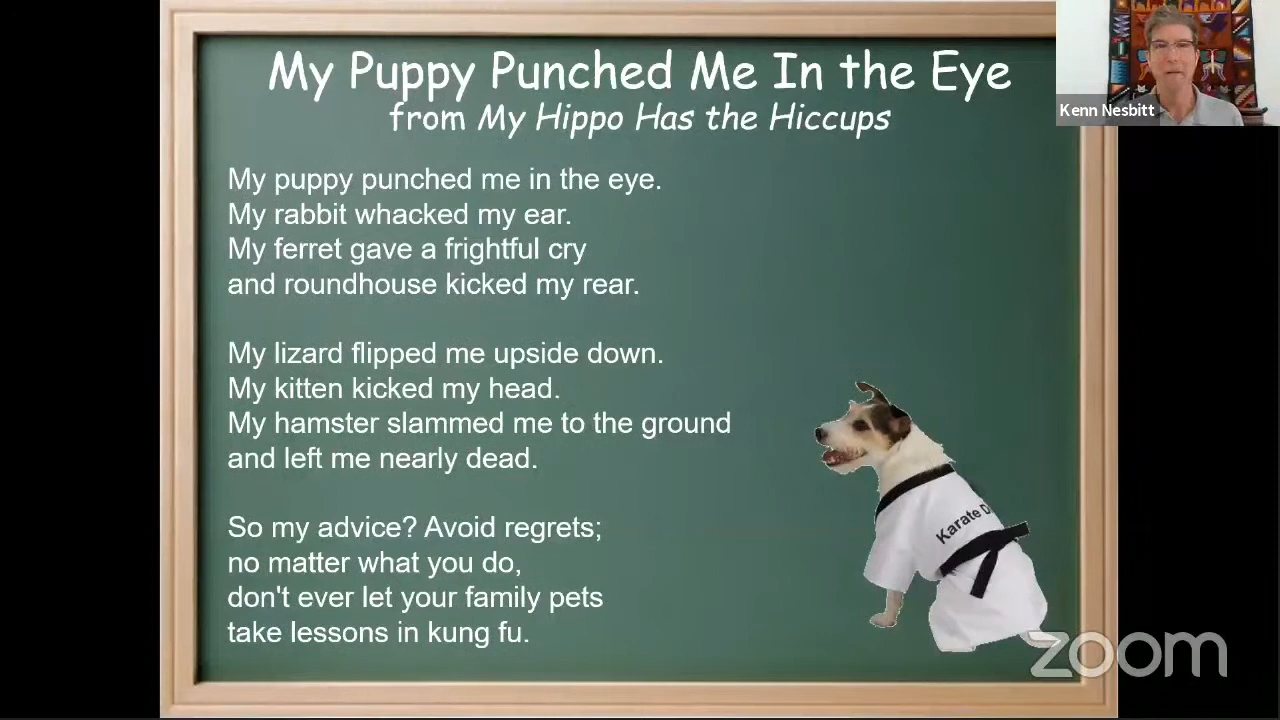 My Puppy Punched Me In the Eye
from My Hippo Has the Hiccups
Kenn Nesbitt
My puppy punched me in the eye.
My rabbit whacked my ear.
My ferret gave a frightful cry
and roundhouse kicked my rear.
My lizard flipped me upside down.
My kitten kicked my head.
My hamster slammed me to the ground
and left me nearly dead.
So my advice? Avoid regrets;
no matter what you do,
don't ever let your family pets
take lessons in kung fu.
Karate
zoom